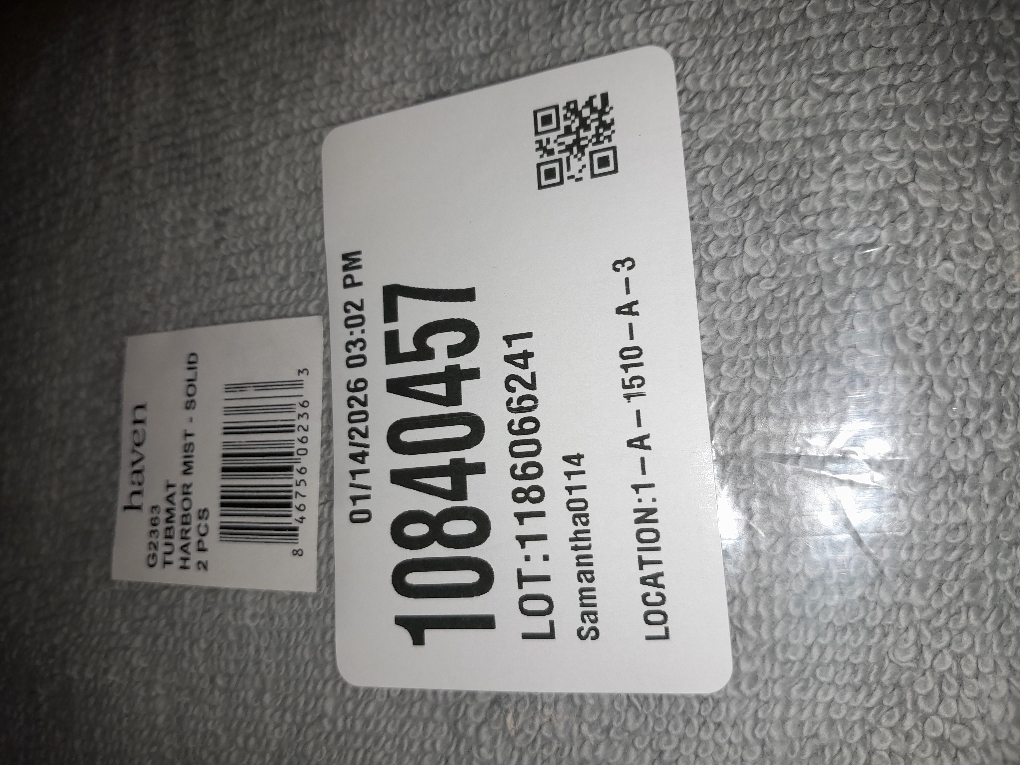 haven
G2363
TUBMAT
HARBOR MIST - SOLID
2 PCS
8 46756 06236 3
01/14/2026 03:02 PM
1084057
LOT:1186066241
Samantha0114
LOCATION:1-A-1510-A-3